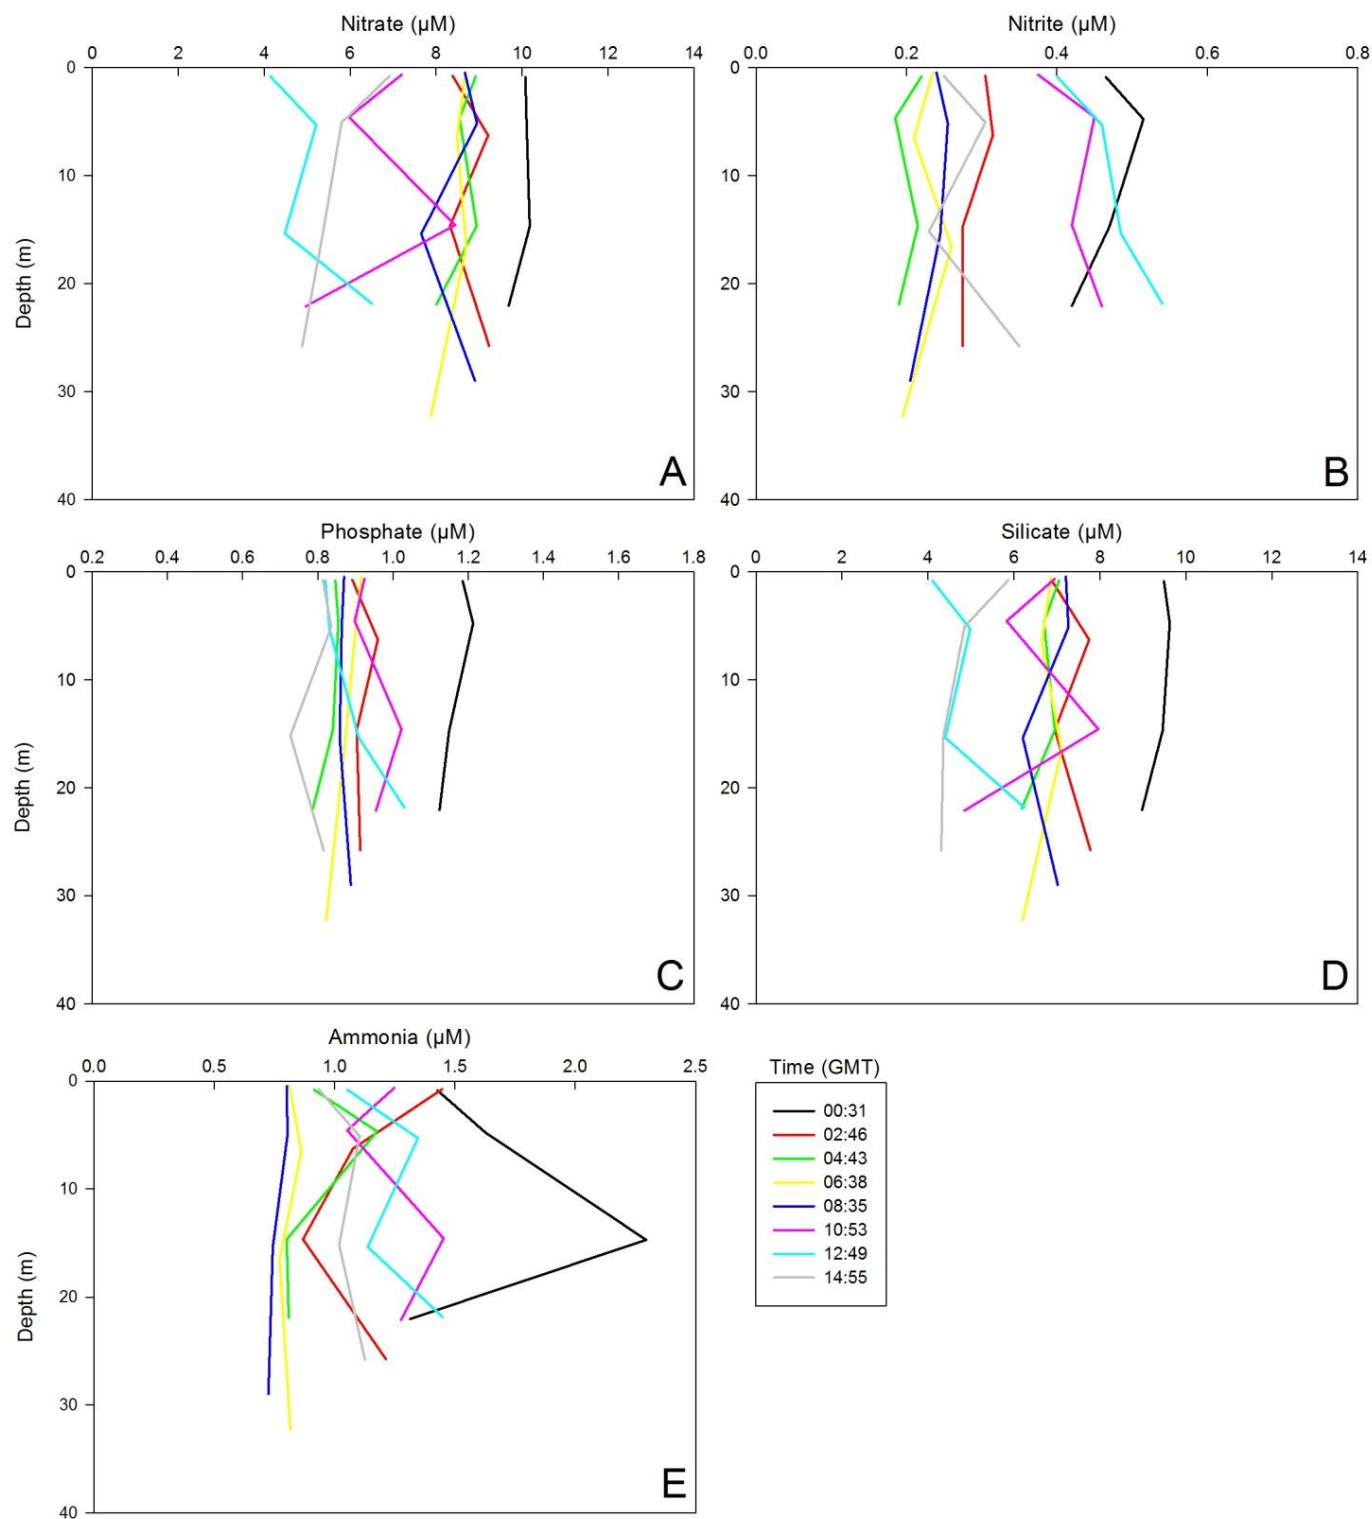 Nitrate (µM)
0 2 4 6 8 10 12 14
0
10
20
30
40
Depth (m)
A
Nitrite (µM)
0.0 0.2 0.4 0.6 0.8
0
10
20
30
40
B
Phosphate (µM)
0.2 0.4 0.6 0.8 1.0 1.2 1.4 1.6 1.8
0
10
20
30
40
Depth (m)
C
Silicate (µM)
0 2 4 6 8 10 12 14
0
10
20
30
40
D
Ammonia (µM)
0.0 0.5 1.0 1.5 2.0 2.5
0
10
20
30
40
Depth (m)
E
Time (GMT)
00:31
02:46
04:43
06:38
08:35
10:53
12:49
14:55